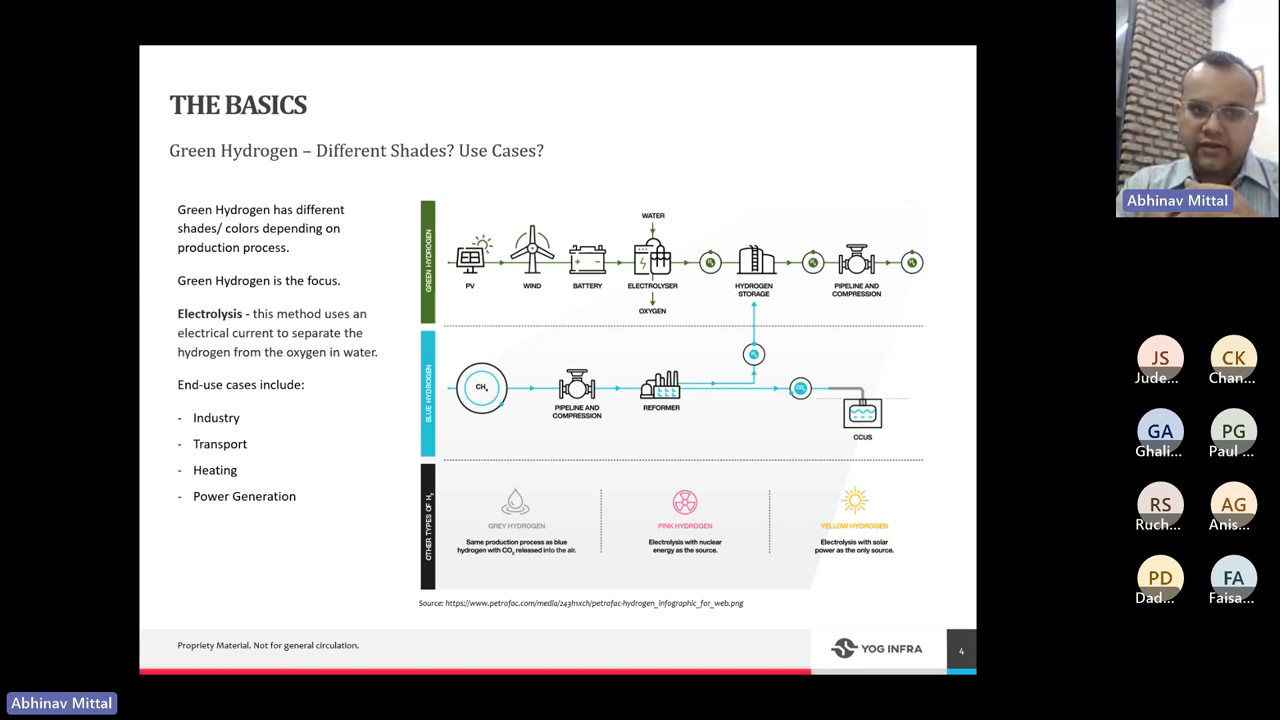 THE BASICS
Green Hydrogen – Different Shades? Use Cases?
Green Hydrogen has different
shades/ colors depending on
production process.
Green Hydrogen is the focus.
Electrolysis - this method uses an
electrical current to separate the
hydrogen from the oxygen in water.
End-use cases include:
- Industry
- Transport
- Heating
- Power Generation
GREEN HYDROGEN
WATER
PV
WIND
BATTERY
ELECTROLYSER
OXYGEN
H₂
HYDROGEN
STORAGE
H₂
PIPELINE AND
COMPRESSION
H₂
BLUE HYDROGEN
CH₄
PIPELINE AND
COMPRESSION
REFORMER
H₂
CO₂
CCUS
OTHER TYPES OF H₂
GREY HYDROGEN
Same production process as blue
hydrogen with CO₂ released into the air.
PINK HYDROGEN
Electrolysis with nuclear
energy as the source.
YELLOW HYDROGEN
Electrolysis with solar
power as the only source.
Source: https://www.petrofac.com/media/243h1xch/petrofac-hydrogen_infographic_for_web.png
Propriety Material. Not for general circulation.
YOG INFRA
4
Abhinav Mittal
JS
Jude...
CK
Chan...
GA
Ghali...
PG
Paul ...
RS
Ruch...
AG
Anis...
PD
Dad...
FA
Faisa...
Abhinav Mittal